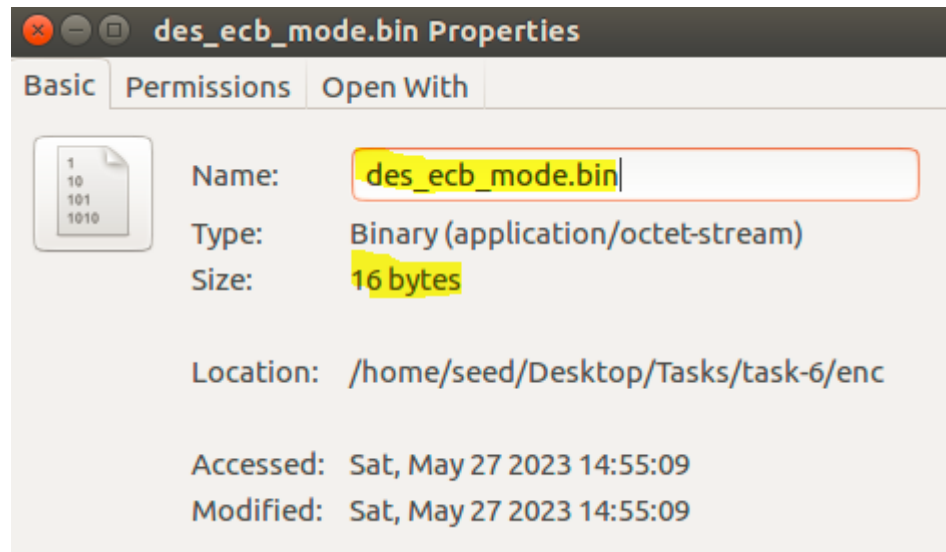 des_ecb_mode.bin Properties
Basic Permissions Open With
1
10
101
1010
Name: des_ecb_mode.bin
Type: Binary (application/octet-stream)
Size: 16 bytes
Location: /home/seed/Desktop/Tasks/task-6/enc
Accessed: Sat, May 27 2023 14:55:09
Modified: Sat, May 27 2023 14:55:09